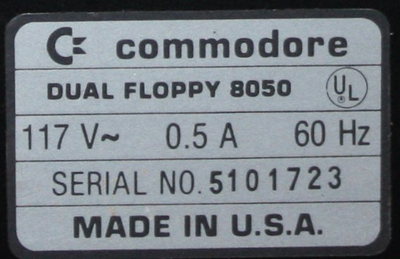 commodore
DUAL FLOPPY 8050 UL
117 V~ 0.5 A 60 Hz
SERIAL NO. 5101723
MADE IN U.S.A.